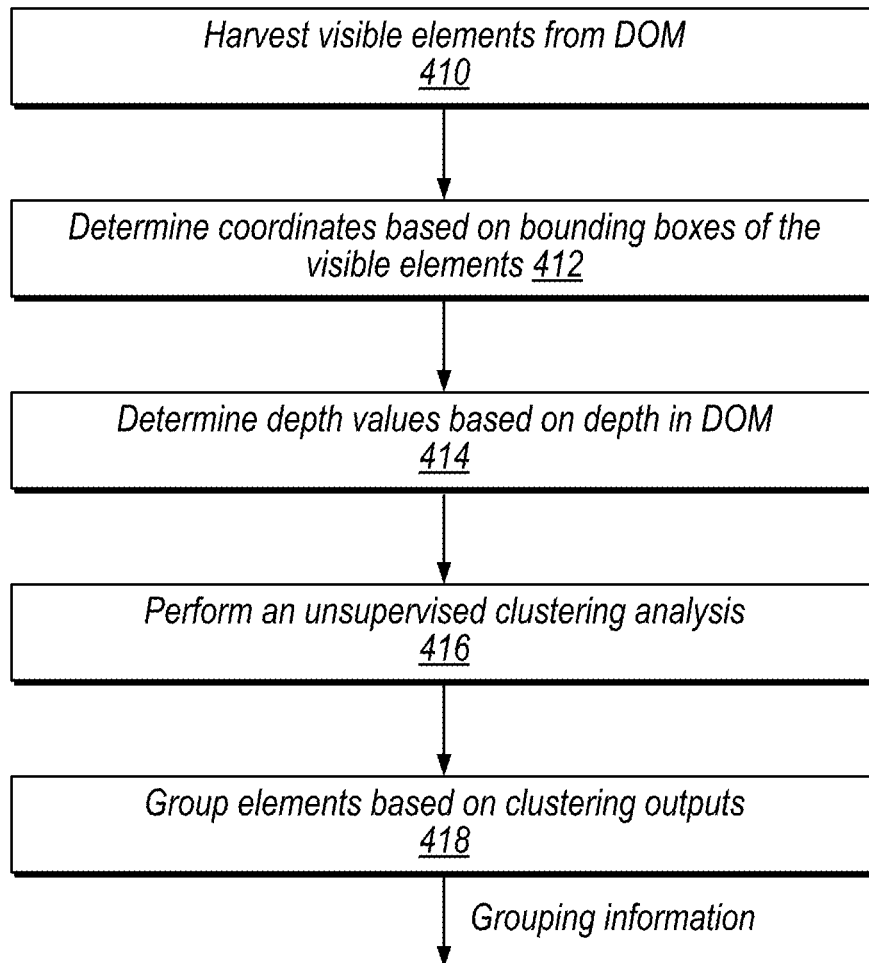 Harvest visible elements from DOM
410
Determine coordinates based on bounding boxes of the
visible elements 412
Determine depth values based on depth in DOM
414
Perform an unsupervised clustering analysis
416
Group elements based on clustering outputs
418
Grouping information